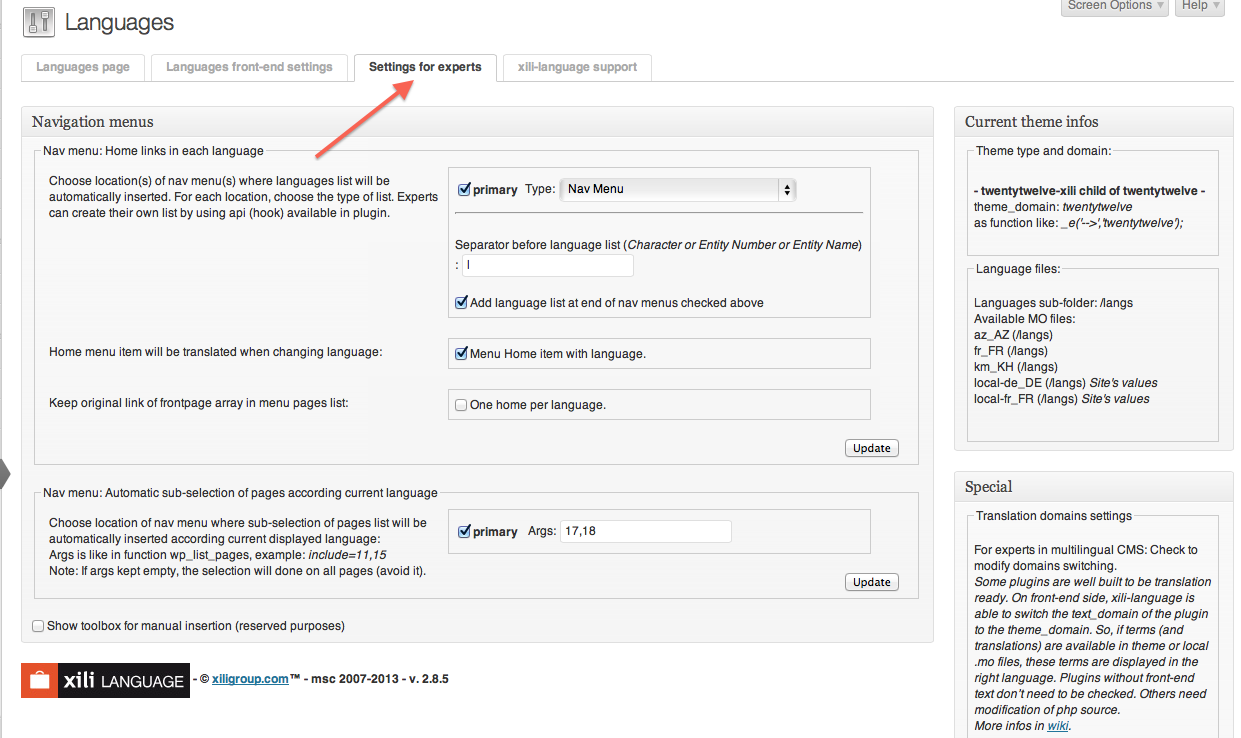 Screen Options
Help
Languages
Languages page
Languages front-end settings
Settings for experts
xili-language support
Navigation menus
Nav menu: Home links in each language
Choose location(s) of nav menu(s) where languages list will be
automatically inserted. For each location, choose the type of list. Experts
can create their own list by using api (hook) available in plugin.
primary Type: Nav Menu
Separator before language list (Character or Entity Number or Entity Name)
: |
Add language list at end of nav menus checked above
Home menu item will be translated when changing language:
Menu Home item with language.
Keep original link of frontpage array in menu pages list:
One home per language.
Update
Nav menu: Automatic sub-selection of pages according current language
Choose location of nav menu where sub-selection of pages list will be
automatically inserted according current displayed language:
Args is like in function wp_list_pages, example: include=11,15
Note: If args kept empty, the selection will done on all pages (avoid it).
primary Args: 17,18
Update
Show toolbox for manual insertion (reserved purposes)
xili LANGUAGE - © xiligroup.com™ - msc 2007-2013 - v. 2.8.5
Current theme infos
Theme type and domain:
- twentytwelve-xili child of twentytwelve -
theme_domain: twentytwelve
as function like: _e('-->','twentytwelve');
Language files:
Languages sub-folder: /langs
Available MO files:
az_AZ (/langs)
fr_FR (/langs)
km_KH (/langs)
local-de_DE (/langs) Site's values
local-fr_FR (/langs) Site's values
Special
Translation domains settings
For experts in multilingual CMS: Check to
modify domains switching.
Some plugins are well built to be translation
ready. On front-end side, xili-language is
able to switch the text_domain of the plugin
to the theme_domain. So, if terms (and
translations) are available in theme or local
.mo files, these terms are displayed in the
right language. Plugins without front-end
text don't need to be checked. Others need
modification of php source.
More infos in wiki.